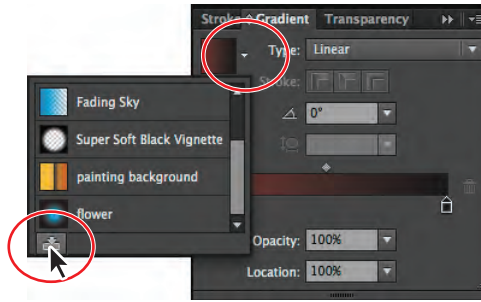 Stroke Gradient Transparency
Type: Linear
Stroke:
0°
Fading Sky
Super Soft Black Vignette
painting background
flower
Opacity: 100%
Location: 100%